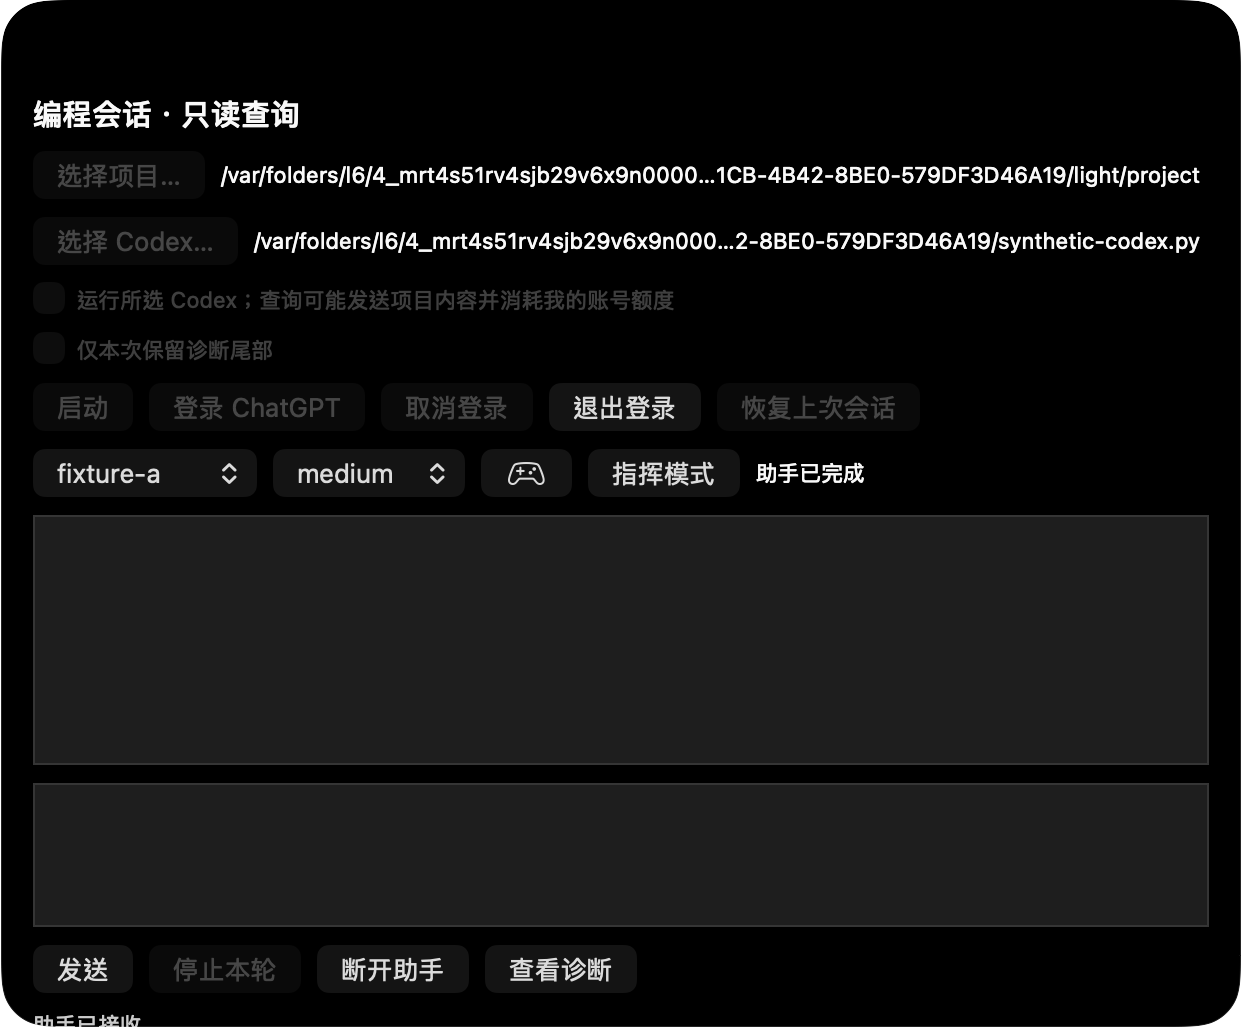 编程会话 · 只读查询
选择项目... /var/folders/l6/4_mrt4s51rv4sjb29v6x9n0000...1CB-4B42-8BE0-579DF3D46A19/light/project
选择 Codex... /var/folders/l6/4_mrt4s51rv4sjb29v6x9n000...2-8BE0-579DF3D46A19/synthetic-codex.py
运行所选 Codex；查询可能发送项目内容并消耗我的账号额度
仅本次保留诊断尾部
启动 登录 ChatGPT 取消登录 退出登录 恢复上次会话
fixture-a medium 指挥模式 助手已完成
发送 停止本轮 断开助手 查看诊断
助手已接收